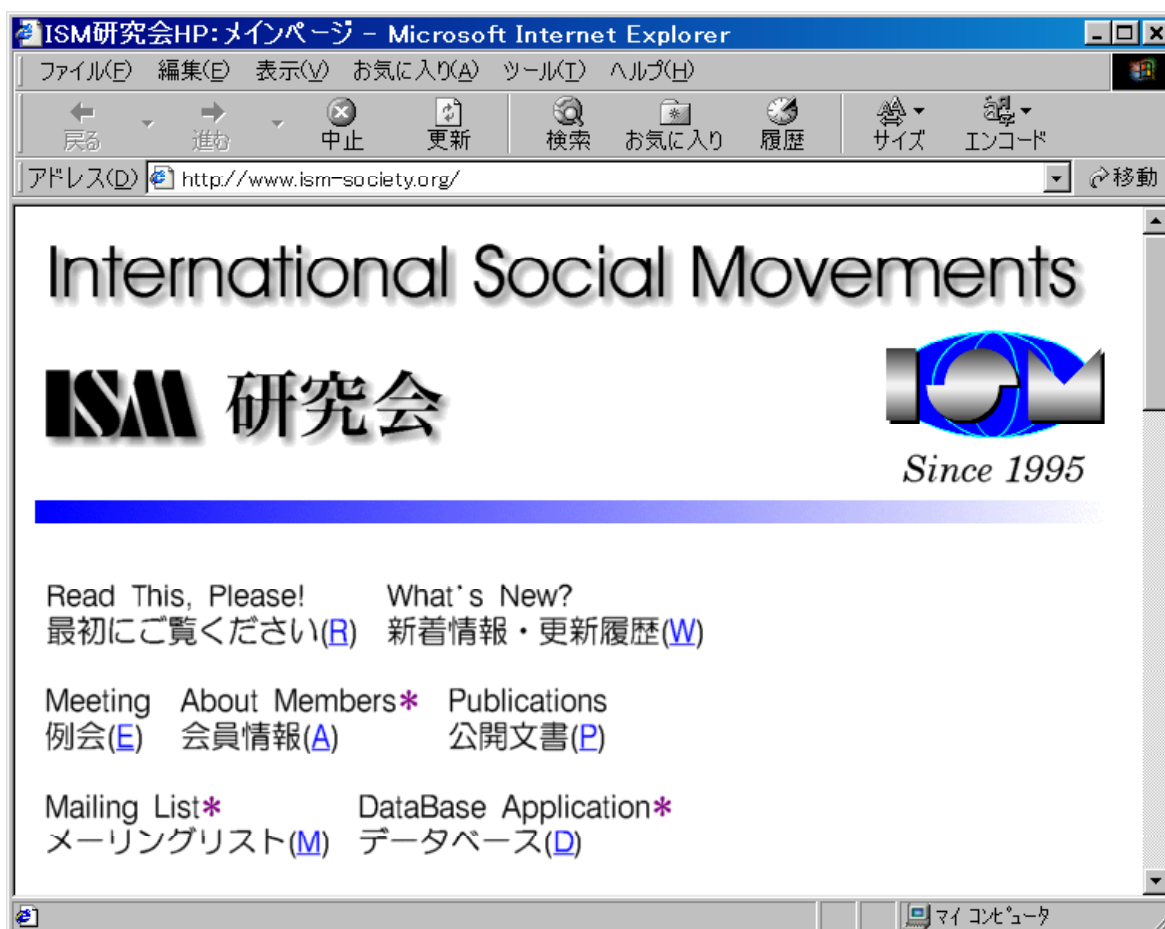 ISM研究会HP:メインページ - Microsoft Internet Explorer
ファイル(F) 編集(E) 表示(V) お気に入り(A) ツール(T) ヘルプ(H)
戻る 進む 中止 更新 検索 お気に入り 履歴 サイズ エンコード
アドレス(D) http://www.ism-society.org/ 移動
International Social Movements
ISM 研究会
ISM
Since 1995
Read This, Please! What's New?
最初にご覧ください(R) 新着情報・更新履歴(W)
Meeting About Members* Publications
例会(E) 会員情報(A) 公開文書(P)
Mailing List* DataBase Application*
メーリングリスト(M) データベース(D)
マイ コンピュータ